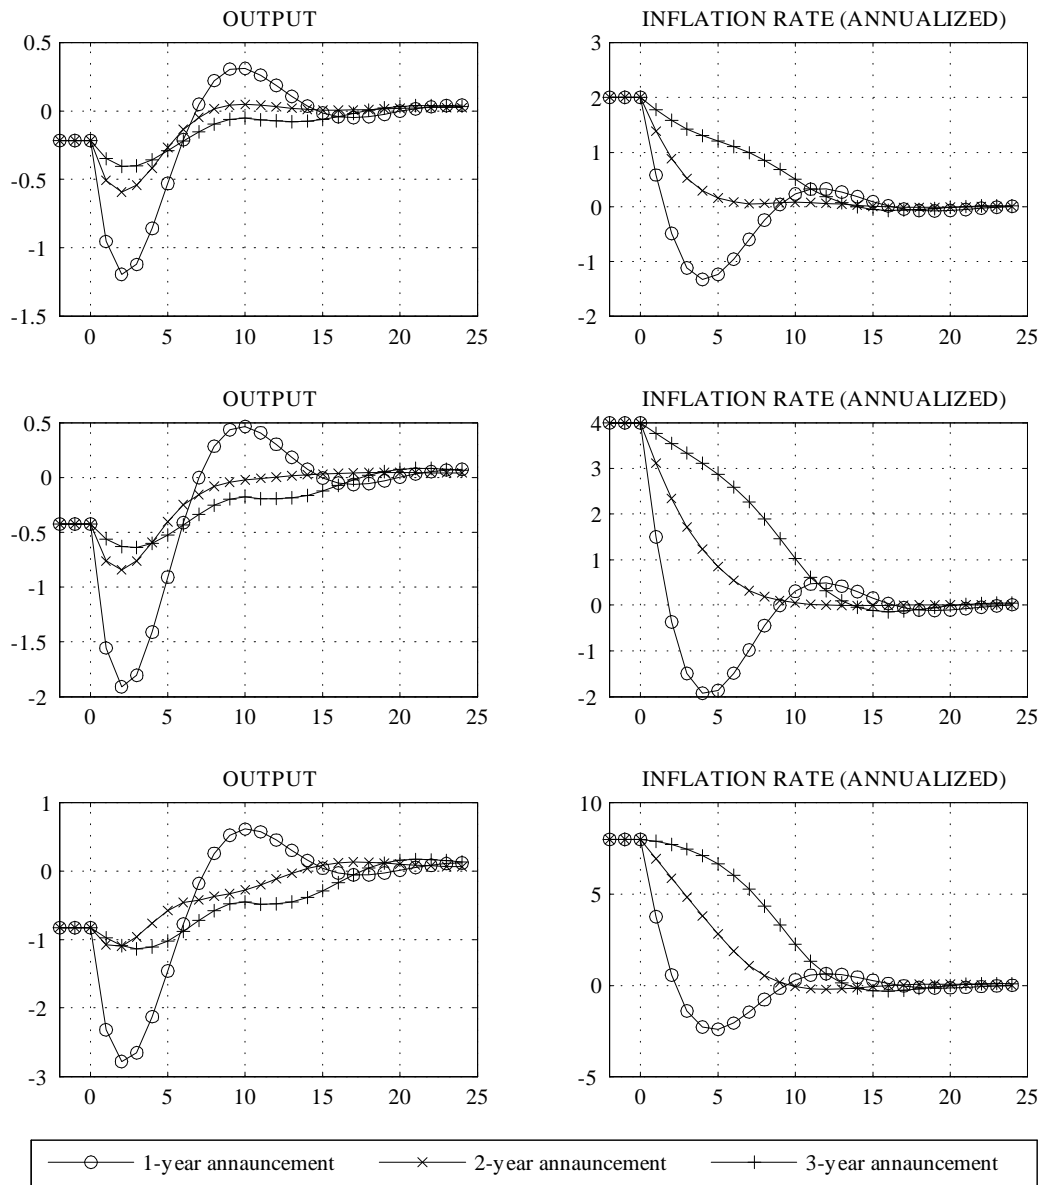 OUTPUT
0.5
0
-0.5
-1
-1.5
0 5 10 15 20 25
INFLATION RATE (ANNUALIZED)
3
2
1
0
-1
-2
0 5 10 15 20 25
OUTPUT
0.5
0
-0.5
-1
-1.5
-2
0 5 10 15 20 25
INFLATION RATE (ANNUALIZED)
4
3
2
1
0
-1
-2
0 5 10 15 20 25
OUTPUT
1
0
-1
-2
-3
0 5 10 15 20 25
INFLATION RATE (ANNUALIZED)
10
5
0
-5
0 5 10 15 20 25
1-year annauncement 2-year annauncement 3-year annauncement